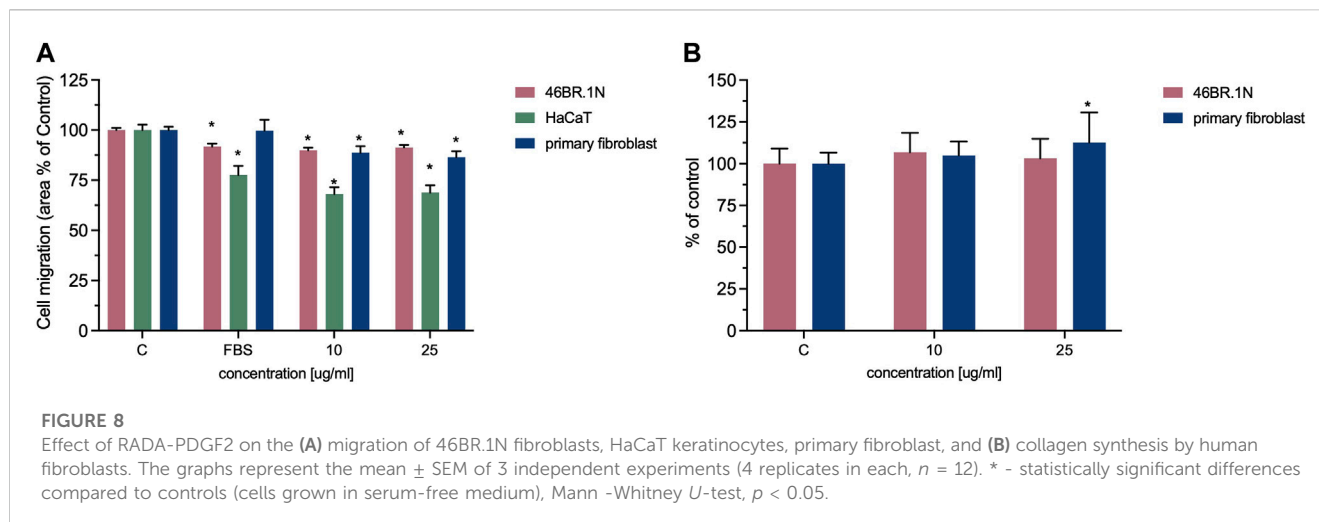 A
125
100
75
50
25
0
Cell migration (area % of Control)
* * * * * * * *
C FBS 10 25
concentration [ug/ml]
46BR.1N
HaCaT
primary fibroblast
B
150
125
100
75
50
25
0
% of control
*
C 10 25
concentration [ug/ml]
46BR.1N
primary fibroblast
FIGURE 8
Effect of RADA-PDGF2 on the (A) migration of 46BR.1N fibroblasts, HaCaT keratinocytes, primary fibroblast, and (B) collagen synthesis by human
fibroblasts. The graphs represent the mean ± SEM of 3 independent experiments (4 replicates in each, n = 12). * - statistically significant differences
compared to controls (cells grown in serum-free medium), Mann -Whitney U-test, p < 0.05.